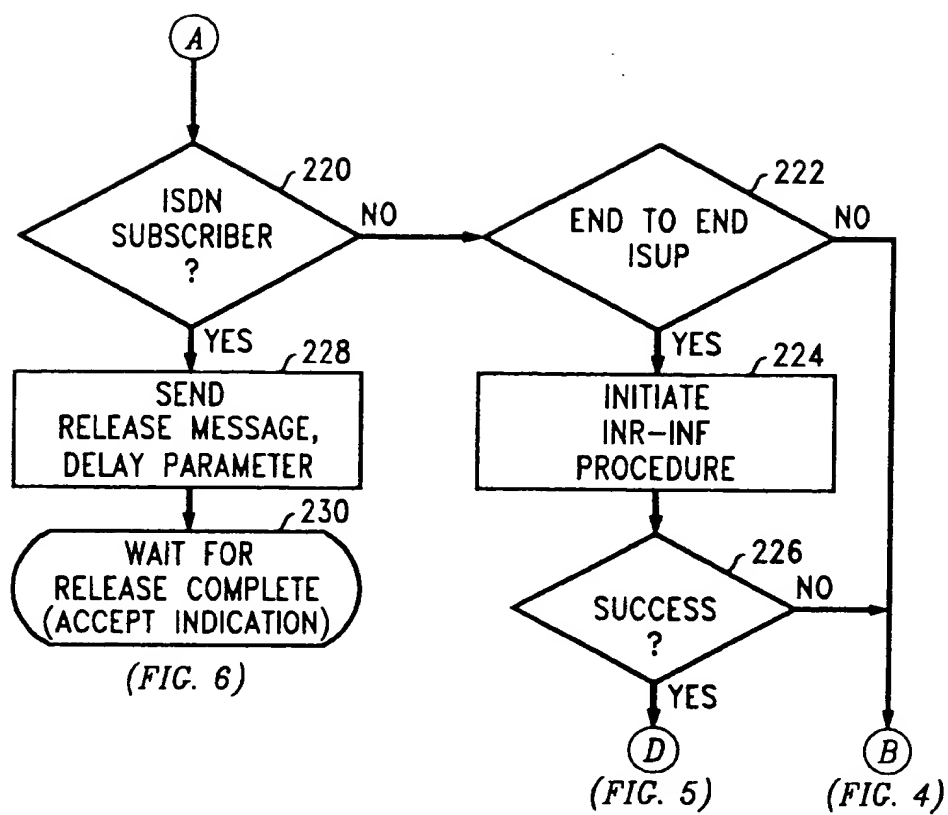 A
220
ISDN
SUBSCRIBER
?
NO
YES
222
END TO END
ISUP
NO
YES
228
SEND
RELEASE MESSAGE,
DELAY PARAMETER
224
INITIATE
INR-INF
PROCEDURE
230
WAIT FOR
RELEASE COMPLETE
(ACCEPT INDICATION)
(FIG. 6)
226
SUCCESS
?
NO
YES
D
(FIG. 5)
B
(FIG. 4)